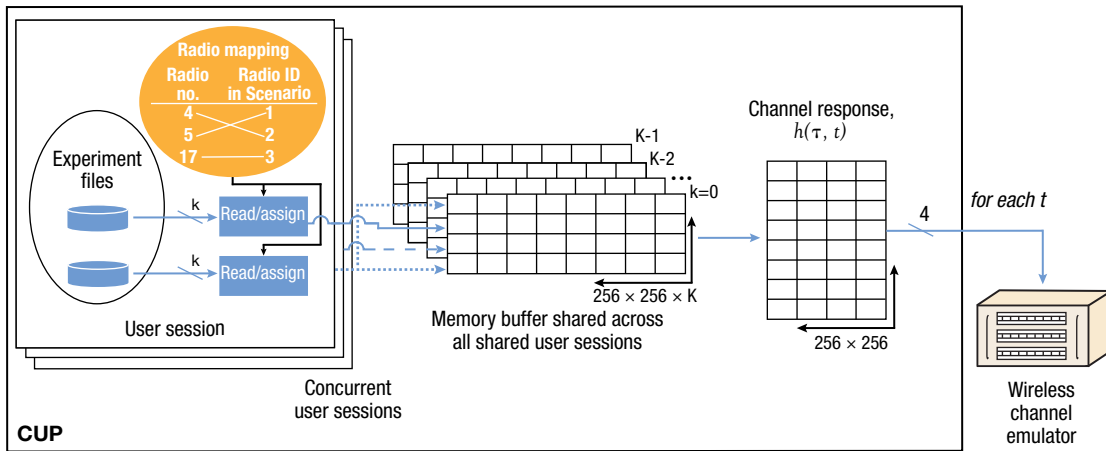 Radio mapping
Radio no.
Radio ID in Scenario
4
1
5
2
17
3
Experiment files
k
Read/assign
k
Read/assign
User session
Concurrent user sessions
K-1
K-2
...
k=0
256 × 256 × K
Memory buffer shared across
all shared user sessions
Channel response,
h(τ, t)
256 × 256
4
for each t
Wireless
channel
emulator
CUP